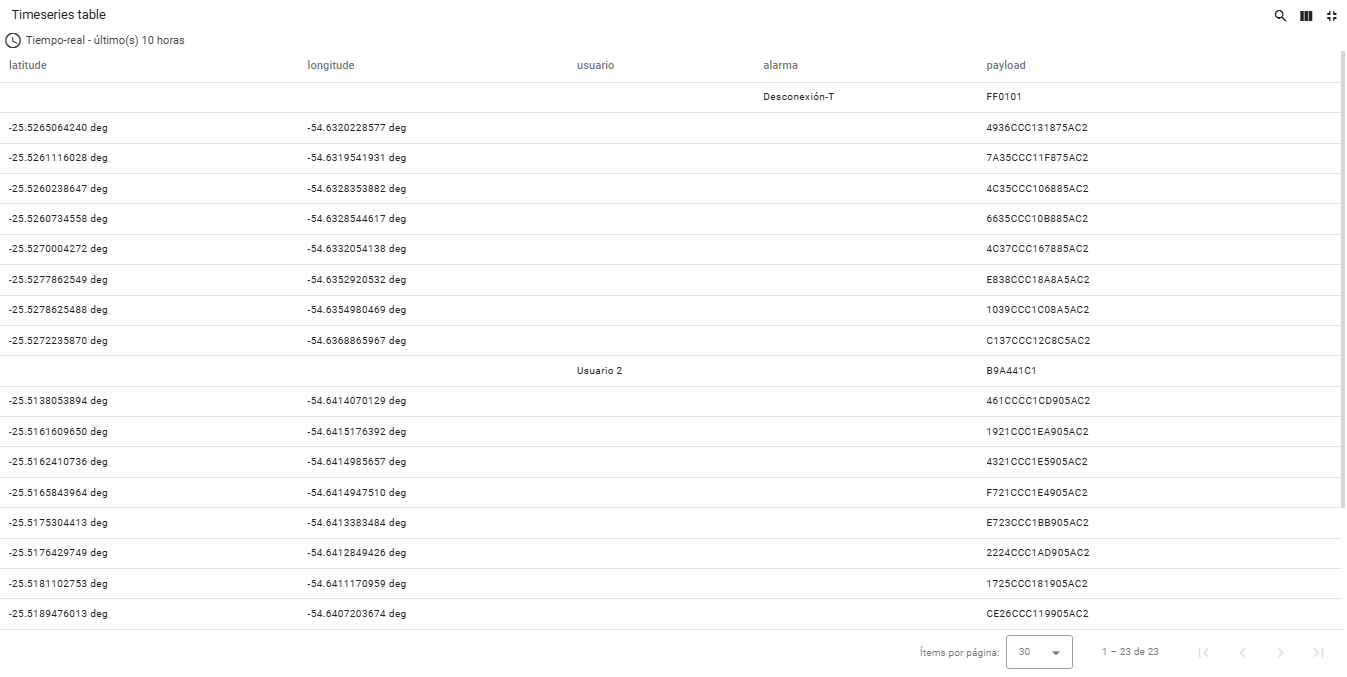 Timeseries table
Tiempo-real - último(s) 10 horas
latitude longitude usuario alarma payload
Desconexión-T FF0101
-25.5265064240 deg -54.6320228577 deg 4936CCC131875AC2
-25.5261116028 deg -54.6319541931 deg 7A35CCC11F875AC2
-25.5260238647 deg -54.6328353882 deg 4C35CCC106885AC2
-25.5260734558 deg -54.6328544617 deg 6635CCC10B885AC2
-25.5270004272 deg -54.6332054138 deg 4C37CCC167885AC2
-25.5277862549 deg -54.6352920532 deg E838CCC18A8A5AC2
-25.5278625488 deg -54.6354980469 deg 1039CCC1C08A5AC2
-25.5272235870 deg -54.6368865967 deg C137CCC12C8C5AC2
Usuario 2 B9A441C1
-25.5138053894 deg -54.6414070129 deg 461CCCC1CD905AC2
-25.5161609650 deg -54.6415176392 deg 1921CCC1EA905AC2
-25.5162410736 deg -54.6414985657 deg 4321CCC1E5905AC2
-25.5165843964 deg -54.6414947510 deg F721CCC1E4905AC2
-25.5175304413 deg -54.6413383484 deg E723CCC1BB905AC2
-25.5176429749 deg -54.6412849426 deg 2224CCC1AD905AC2
-25.5181102753 deg -54.6411170959 deg 1725CCC181905AC2
-25.5189476013 deg -54.6407203674 deg CE26CCC119905AC2
Ítems por página: 30 1 – 23 de 23